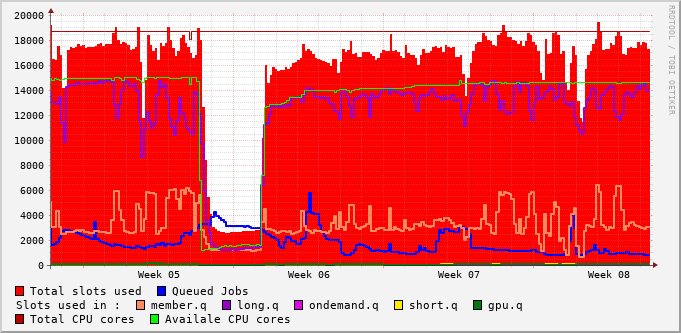 20000
18000
16000
14000
12000
10000
8000
6000
4000
2000
0
Week 05 Week 06 Week 07 Week 08
RRDTOOL / TOBI OETIKER
Total slots used Queued Jobs
Slots used in : member.q long.q ondemand.q short.q gpu.q
Total CPU cores Availale CPU cores